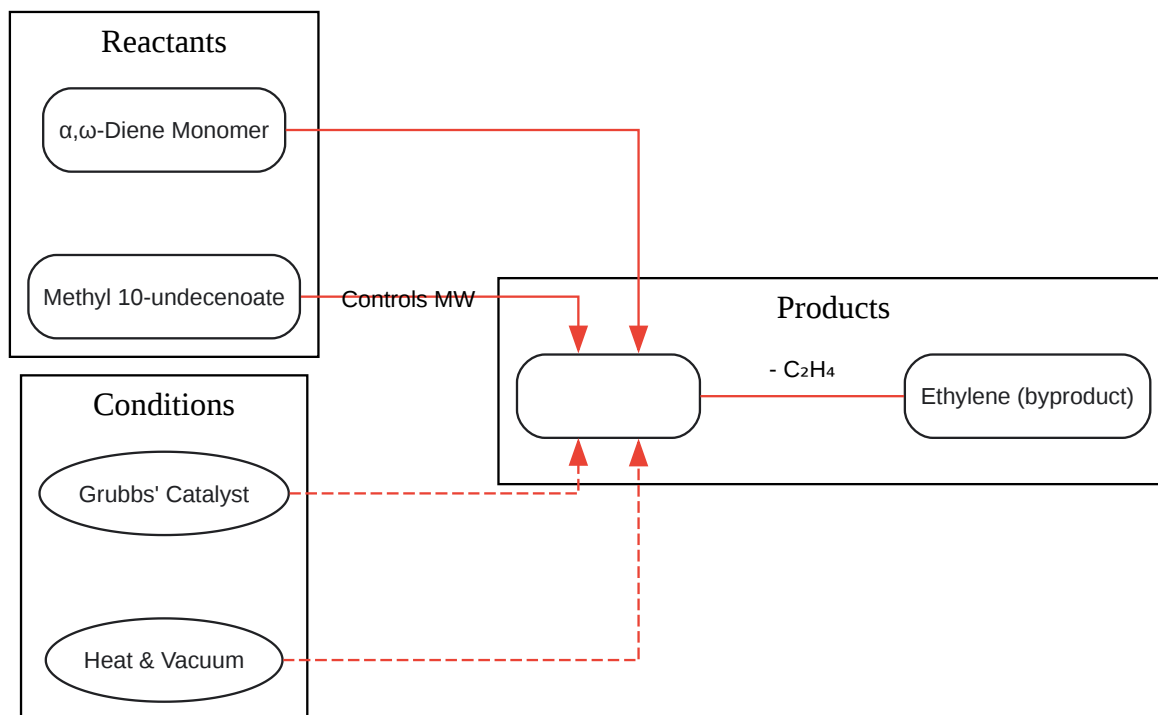 Reactants
α,ω-Diene Monomer
Methyl 10-undecenoate
Controls MW
Products
- C₂H₄
Ethylene (byproduct)
Conditions
Grubbs' Catalyst
Heat & Vacuum